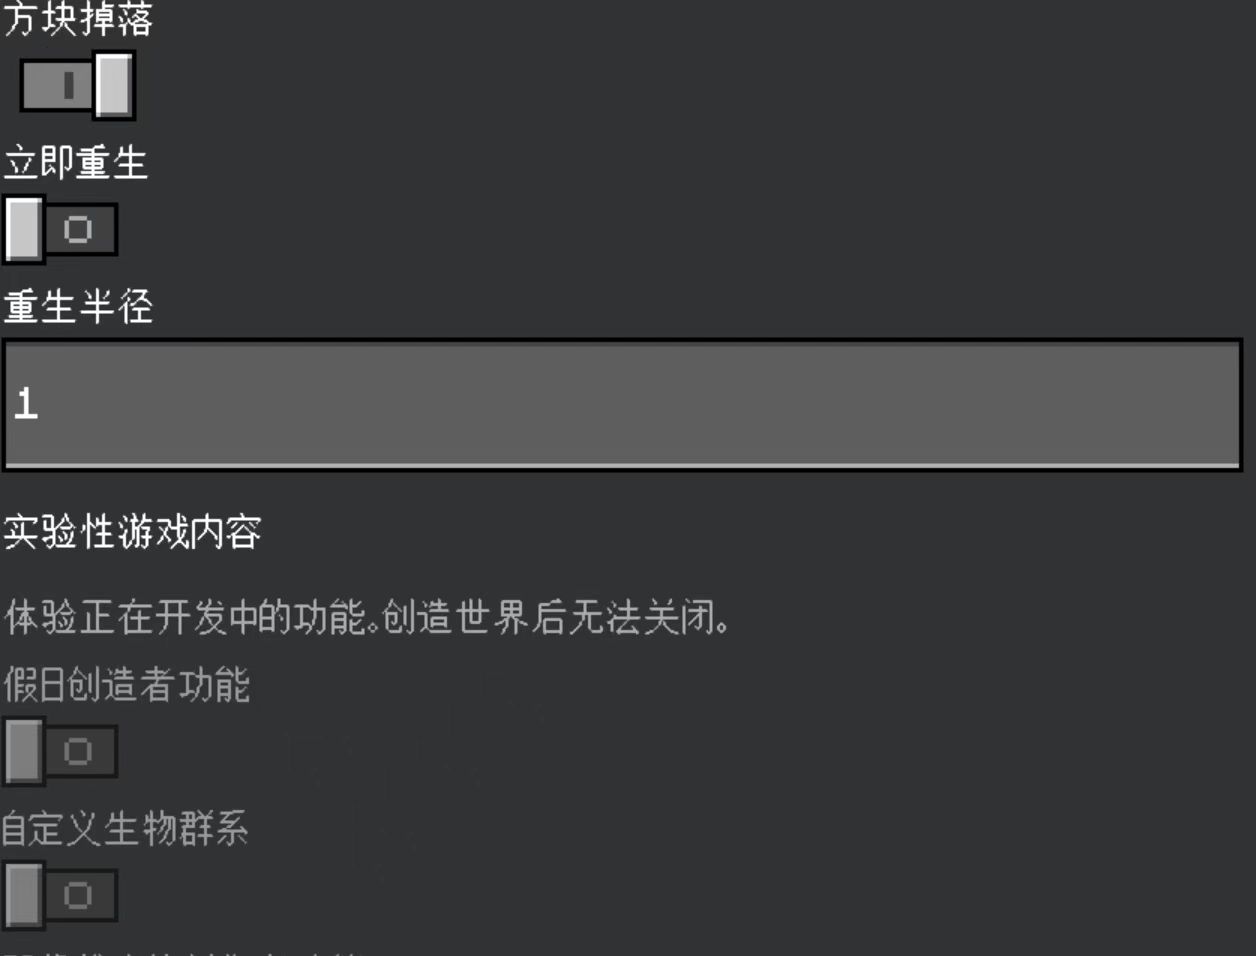 方块掉落
立即重生
重生半径
1
实验性游戏内容
体验正在开发中的功能。创造世界后无法关闭。
假日创造者功能
自定义生物群系